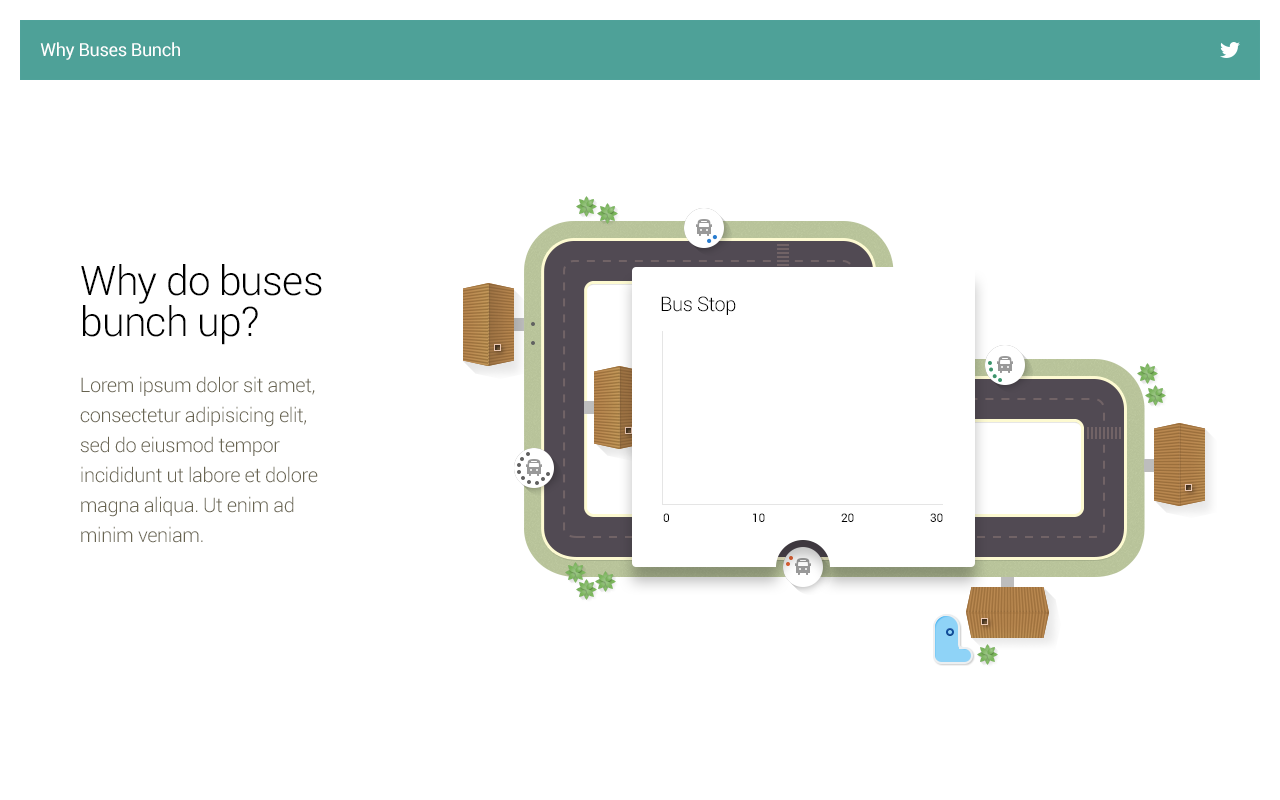 Why Buses Bunch
Why do buses
bunch up?
Lorem ipsum dolor sit amet,
consectetur adipisicing elit,
sed do eiusmod tempor
incididunt ut labore et dolore
magna aliqua. Ut enim ad
minim veniam.
Bus Stop
0 10 20 30